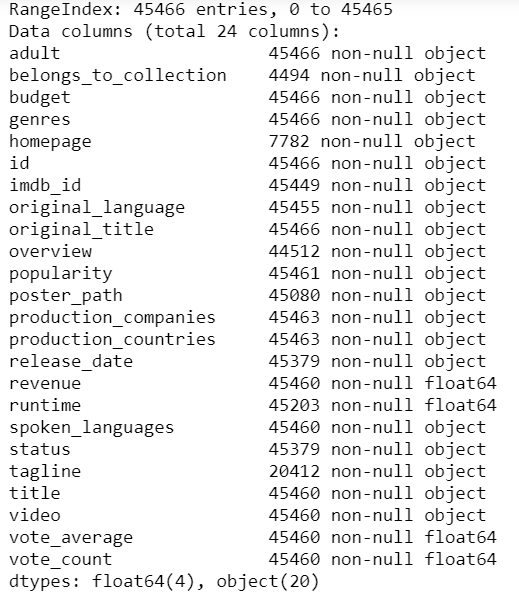 RangeIndex: 45466 entries, 0 to 45465
Data columns (total 24 columns):
adult 45466 non-null object
belongs_to_collection 4494 non-null object
budget 45466 non-null object
genres 45466 non-null object
homepage 7782 non-null object
id 45466 non-null object
imdb_id 45449 non-null object
original_language 45455 non-null object
original_title 45466 non-null object
overview 44512 non-null object
popularity 45461 non-null object
poster_path 45080 non-null object
production_companies 45463 non-null object
production_countries 45463 non-null object
release_date 45379 non-null object
revenue 45460 non-null float64
runtime 45203 non-null float64
spoken_languages 45460 non-null object
status 45379 non-null object
tagline 20412 non-null object
title 45460 non-null object
video 45460 non-null object
vote_average 45460 non-null float64
vote_count 45460 non-null float64
dtypes: float64(4), object(20)